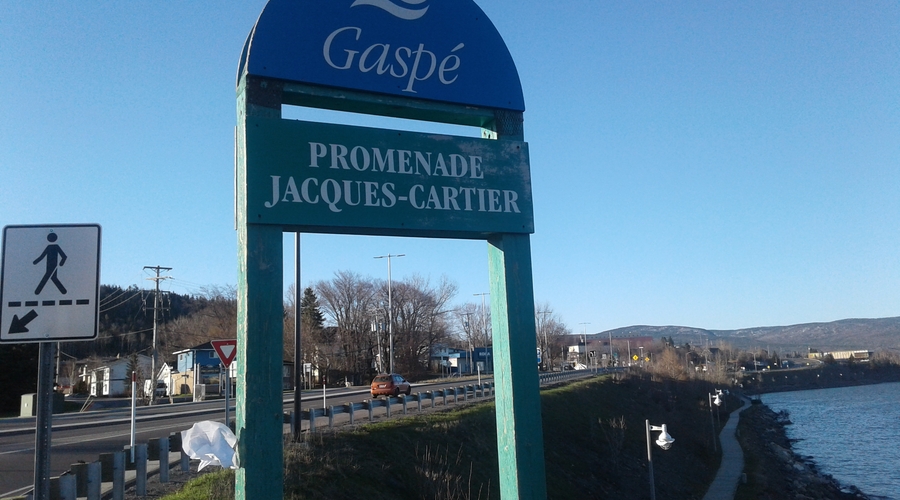 Gaspé
PROMENADE
JACQUES-CARTIER